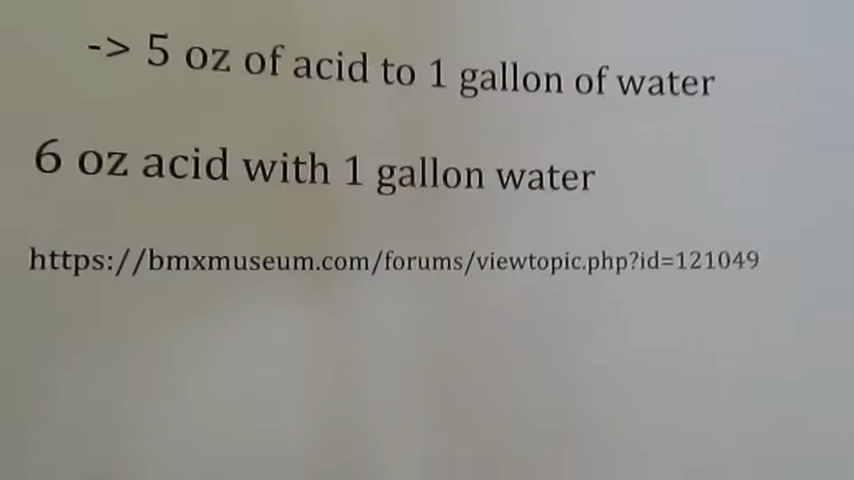 -> 5 oz of acid to 1 gallon of water
6 oz acid with 1 gallon water
https://bmxmuseum.com/forums/viewtopic.php?id=121049